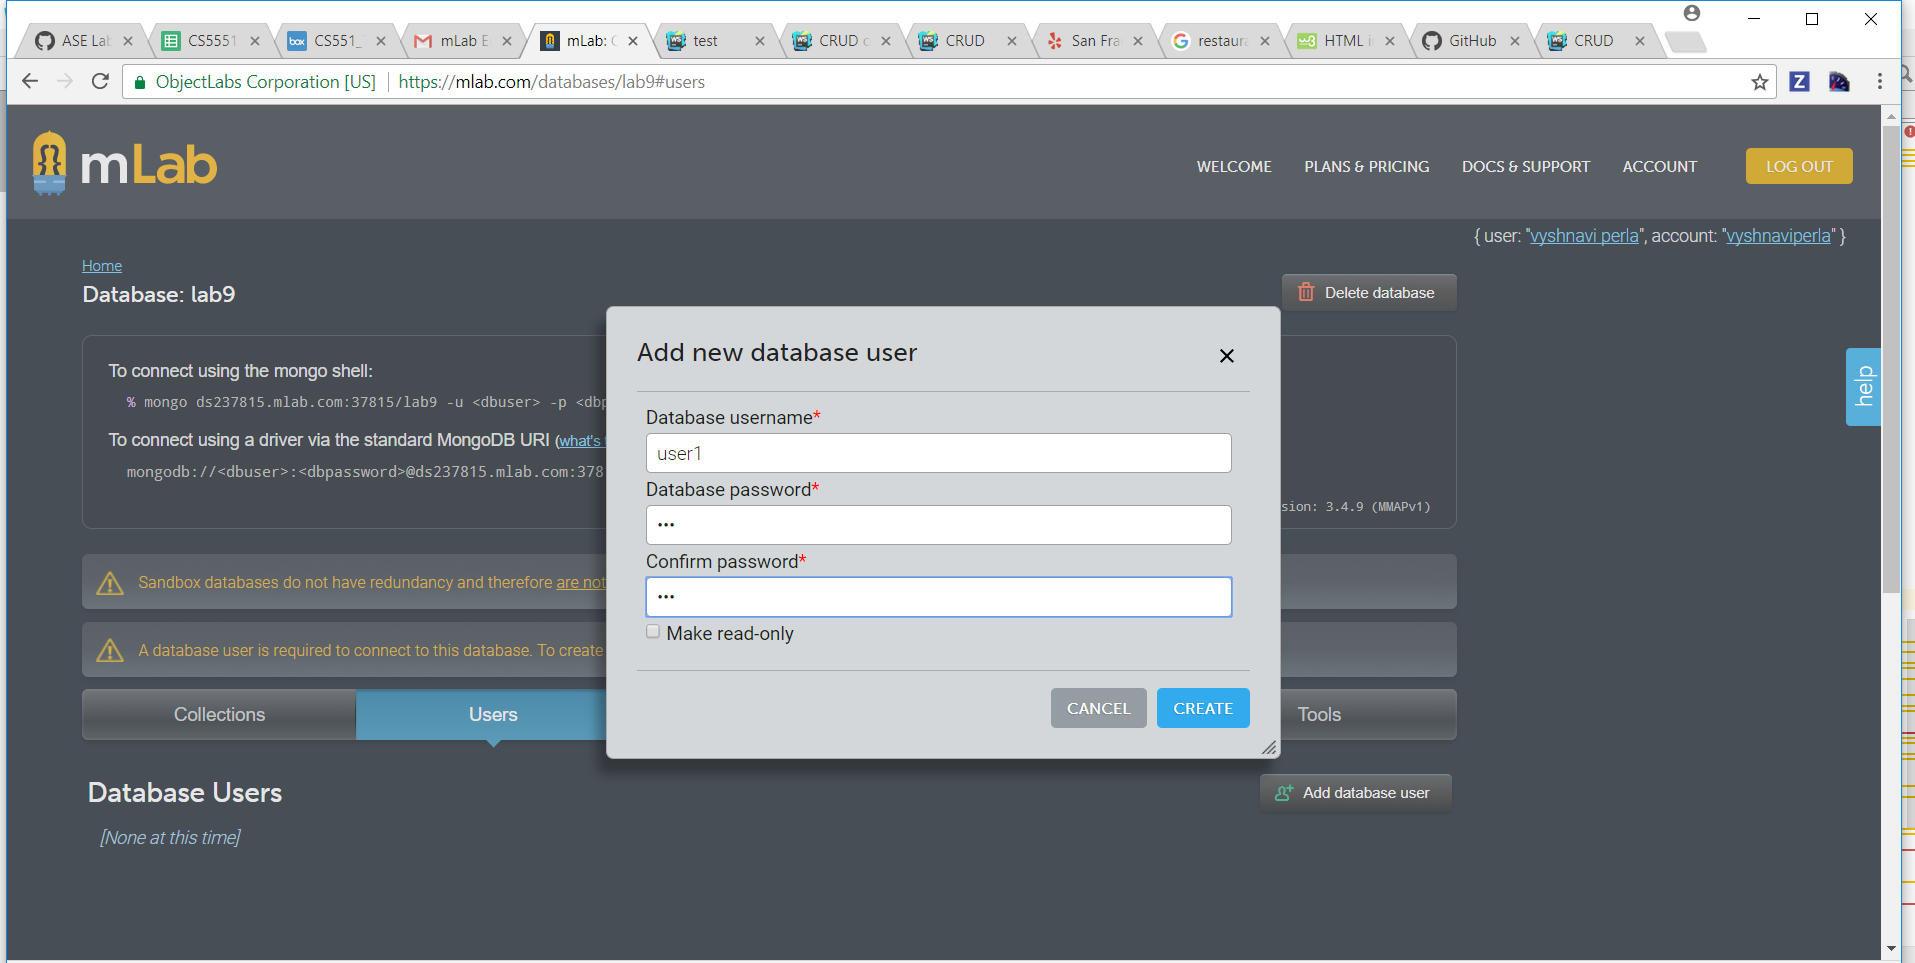 ASE Lab
CS5551
box
CS551_
mLab E
mLab:
test
CRUD
CRUD
San Fra
restaura
HTML
GitHub
CRUD
ObjectLabs Corporation [US]
https://mlab.com/databases/lab9#users
Z
mLab
WELCOME
PLANS & PRICING
DOCS & SUPPORT
ACCOUNT
LOG OUT
{ user: "vyshnavi perla", account: "vyshnaviperla" }
Home
Database: lab9
Delete database
To connect using the mongo shell:
% mongo ds237815.mlab.com:37815/lab9 -u <dbuser> -p <dbp
To connect using a driver via the standard MongoDB URI (what's
mongodb://<dbuser>:<dbpassword>@ds237815.mlab.com:378
sion: 3.4.9 (MMAPv1)
help
Sandbox databases do not have redundancy and therefore are not
A database user is required to connect to this database. To create
Add new database user
Database username*
user1
Database password*
•••
Confirm password*
•••
Make read-only
CANCEL
CREATE
Collections
Users
Tools
Database Users
Add database user
[None at this time]